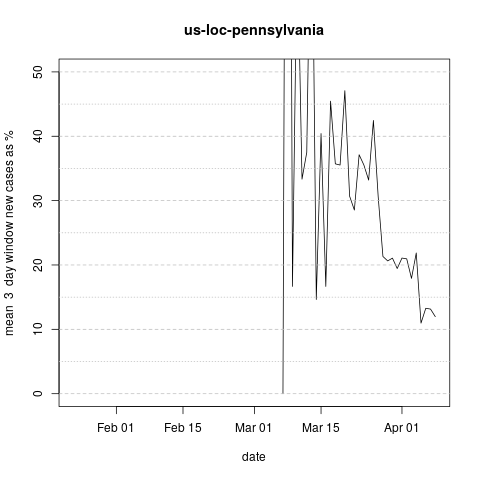 us-loc-pennsylvania
mean 3 day window new cases as %
50
40
30
20
10
0
Feb 01 Feb 15 Mar 01 Mar 15 Apr 01
date